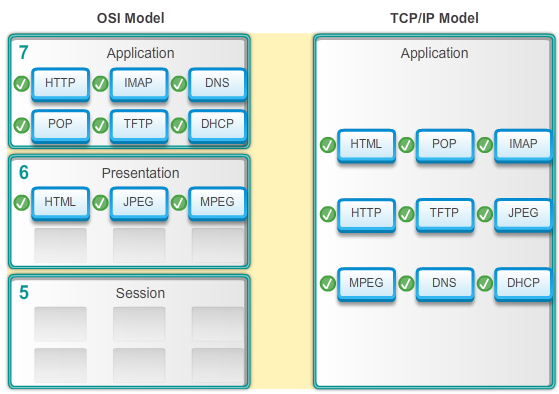 OSI Model
7
Application
HTTP IMAP DNS
POP TFTP DHCP
6
Presentation
HTML JPEG MPEG
5
Session
TCP/IP Model
Application
HTML POP IMAP
HTTP TFTP JPEG
MPEG DNS DHCP